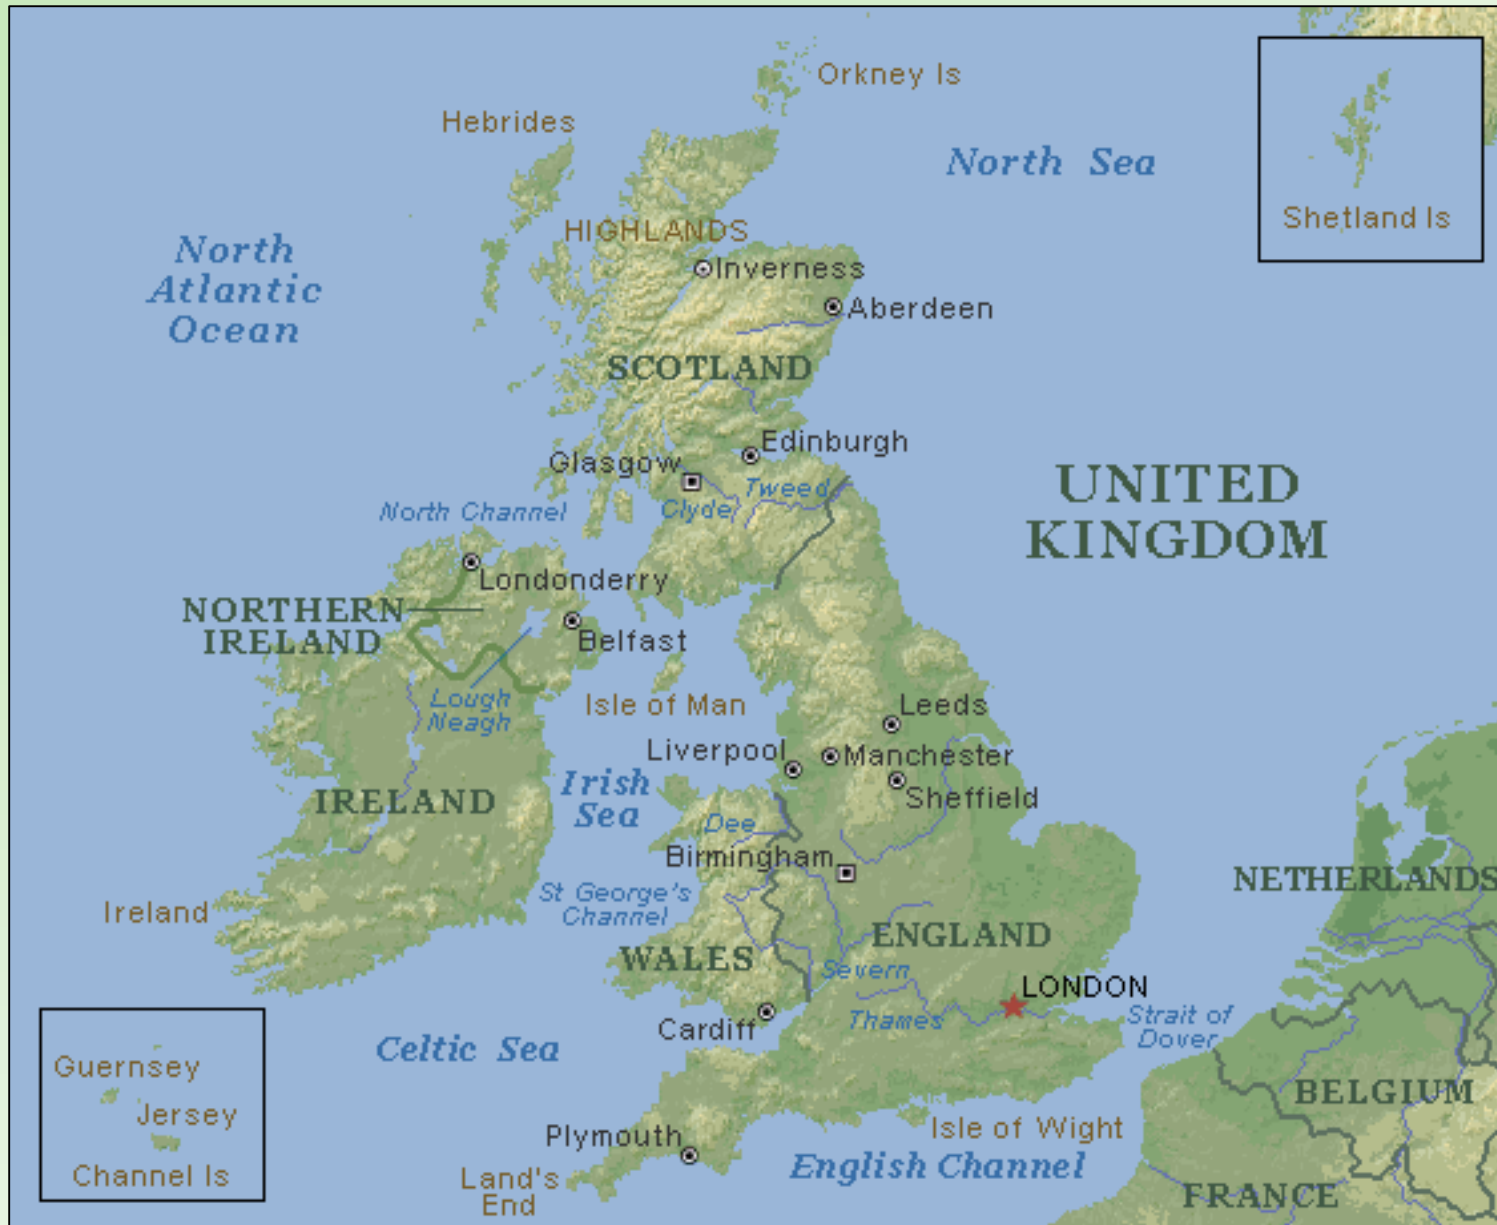 Orkney Is
Hebrides
North Sea
Shetland Is
HIGHLANDS
North
Atlantic
Ocean
Inverness
Aberdeen
SCOTLAND
Edinburgh
Glasgow
Tweed
Clyde
UNITED
KINGDOM
North Channel
Londonderry
NORTHERN
IRELAND
Belfast
Lough
Neagh
Isle of Man
Leeds
Liverpool
Manchester
Sheffield
Irish
Sea
IRELAND
Dee
Birmingham
NETHERLANDS
St George's
Channel
Ireland
ENGLAND
WALES
Severn
LONDON
Thames
Strait of
Dover
Cardiff
Celtic Sea
Guernsey
Jersey
Channel Is
BELGIUM
Isle of Wight
Plymouth
English Channel
Land's
End
FRANCE